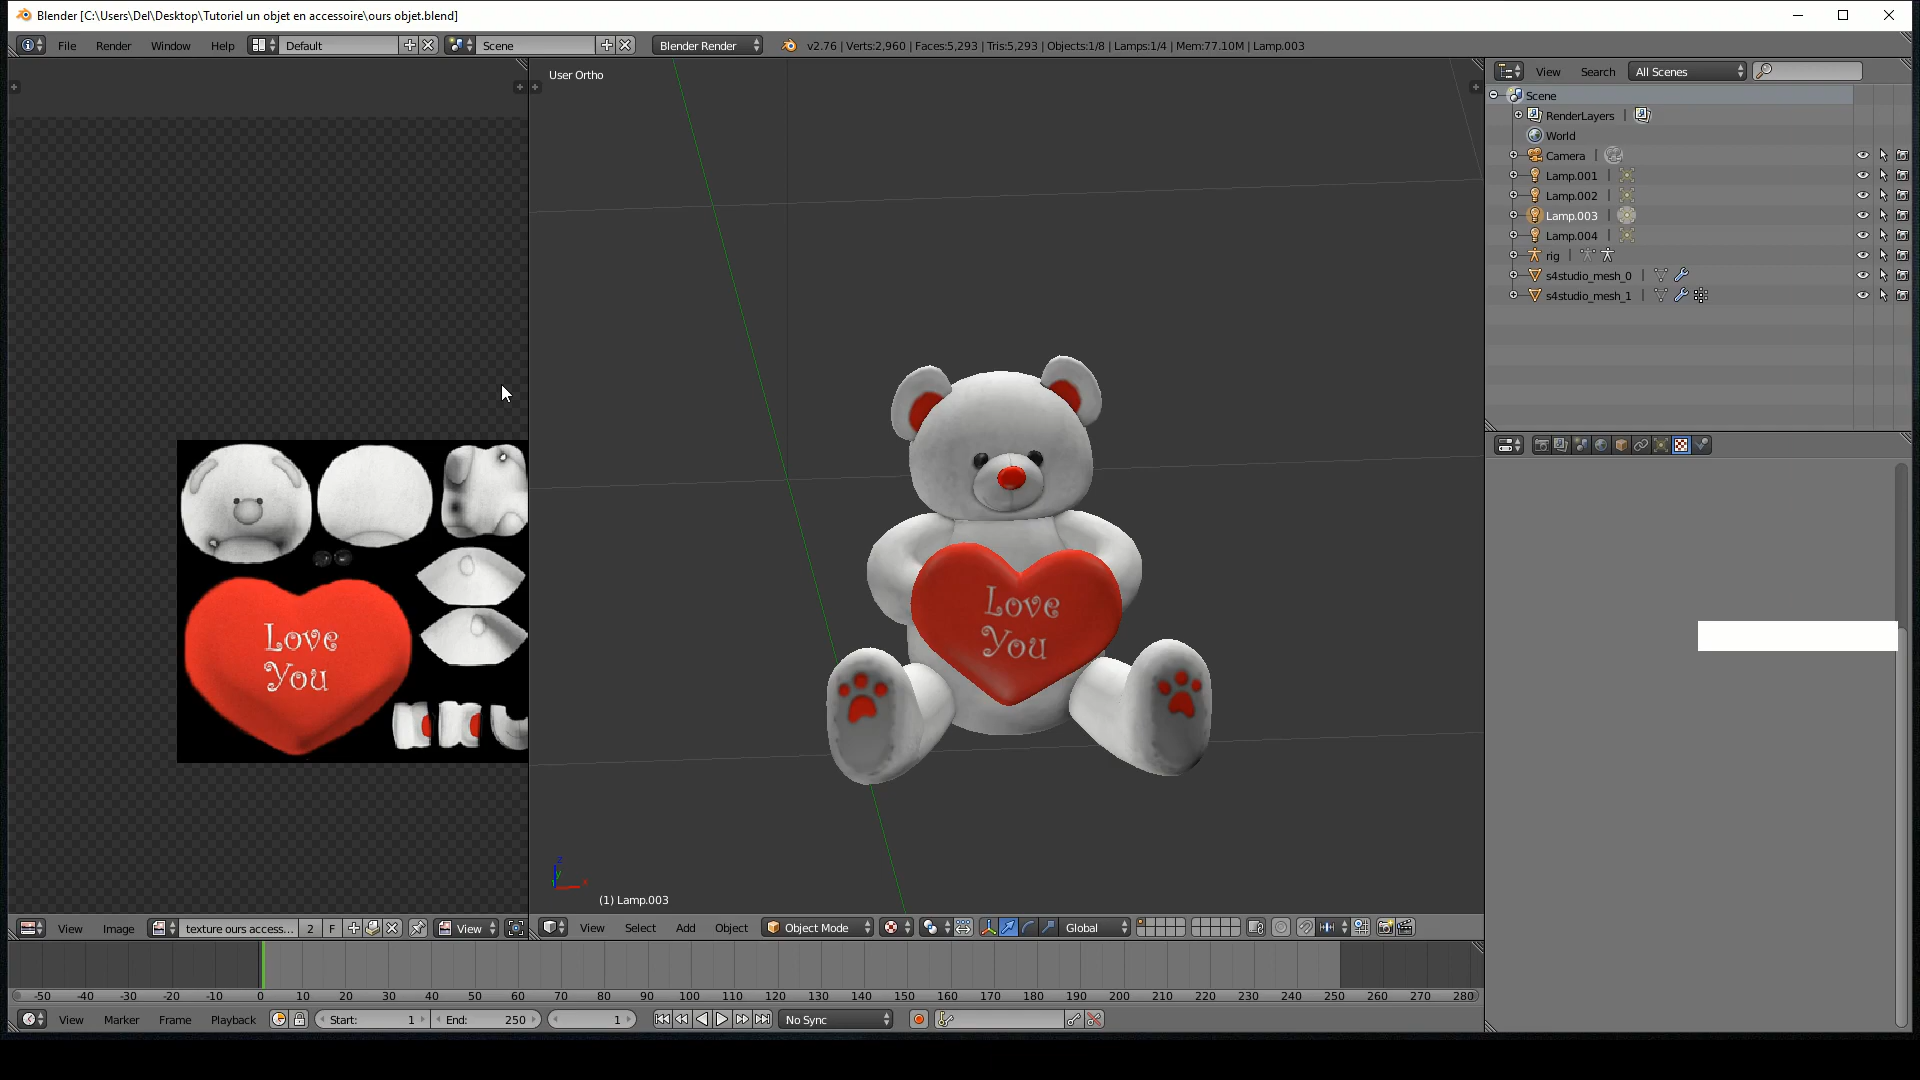 Blender [C:\Users\Del\Desktop\Tutoriel un objet en accessoire\ours objet.blend]
File Render Window Help Default Scene Blender Render v2.76 | Verts:2,960 | Faces:5,293 | Tris:5,293 | Objects:1/8 | Lamps:1/4 | Mem:77.10M | Lamp.003
User Ortho
View Search All Scenes
Scene
RenderLayers
World
Camera
Lamp.001
Lamp.002
Lamp.003
Lamp.004
rig
s4studio_mesh_0
s4studio_mesh_1
Love
You
Love
You
z
y
x
(1) Lamp.003
View Image texture ours access... 2 F View
View Select Add Object Object Mode Global
-50 -40 -30 -20 -10 0 10 20 30 40 50 60 70 80 90 100 110 120 130 140 150 160 170 180 190 200 210 220 230 240 250 260 270 280
View Marker Frame Playback Start: 1 End: 250 1 No Sync